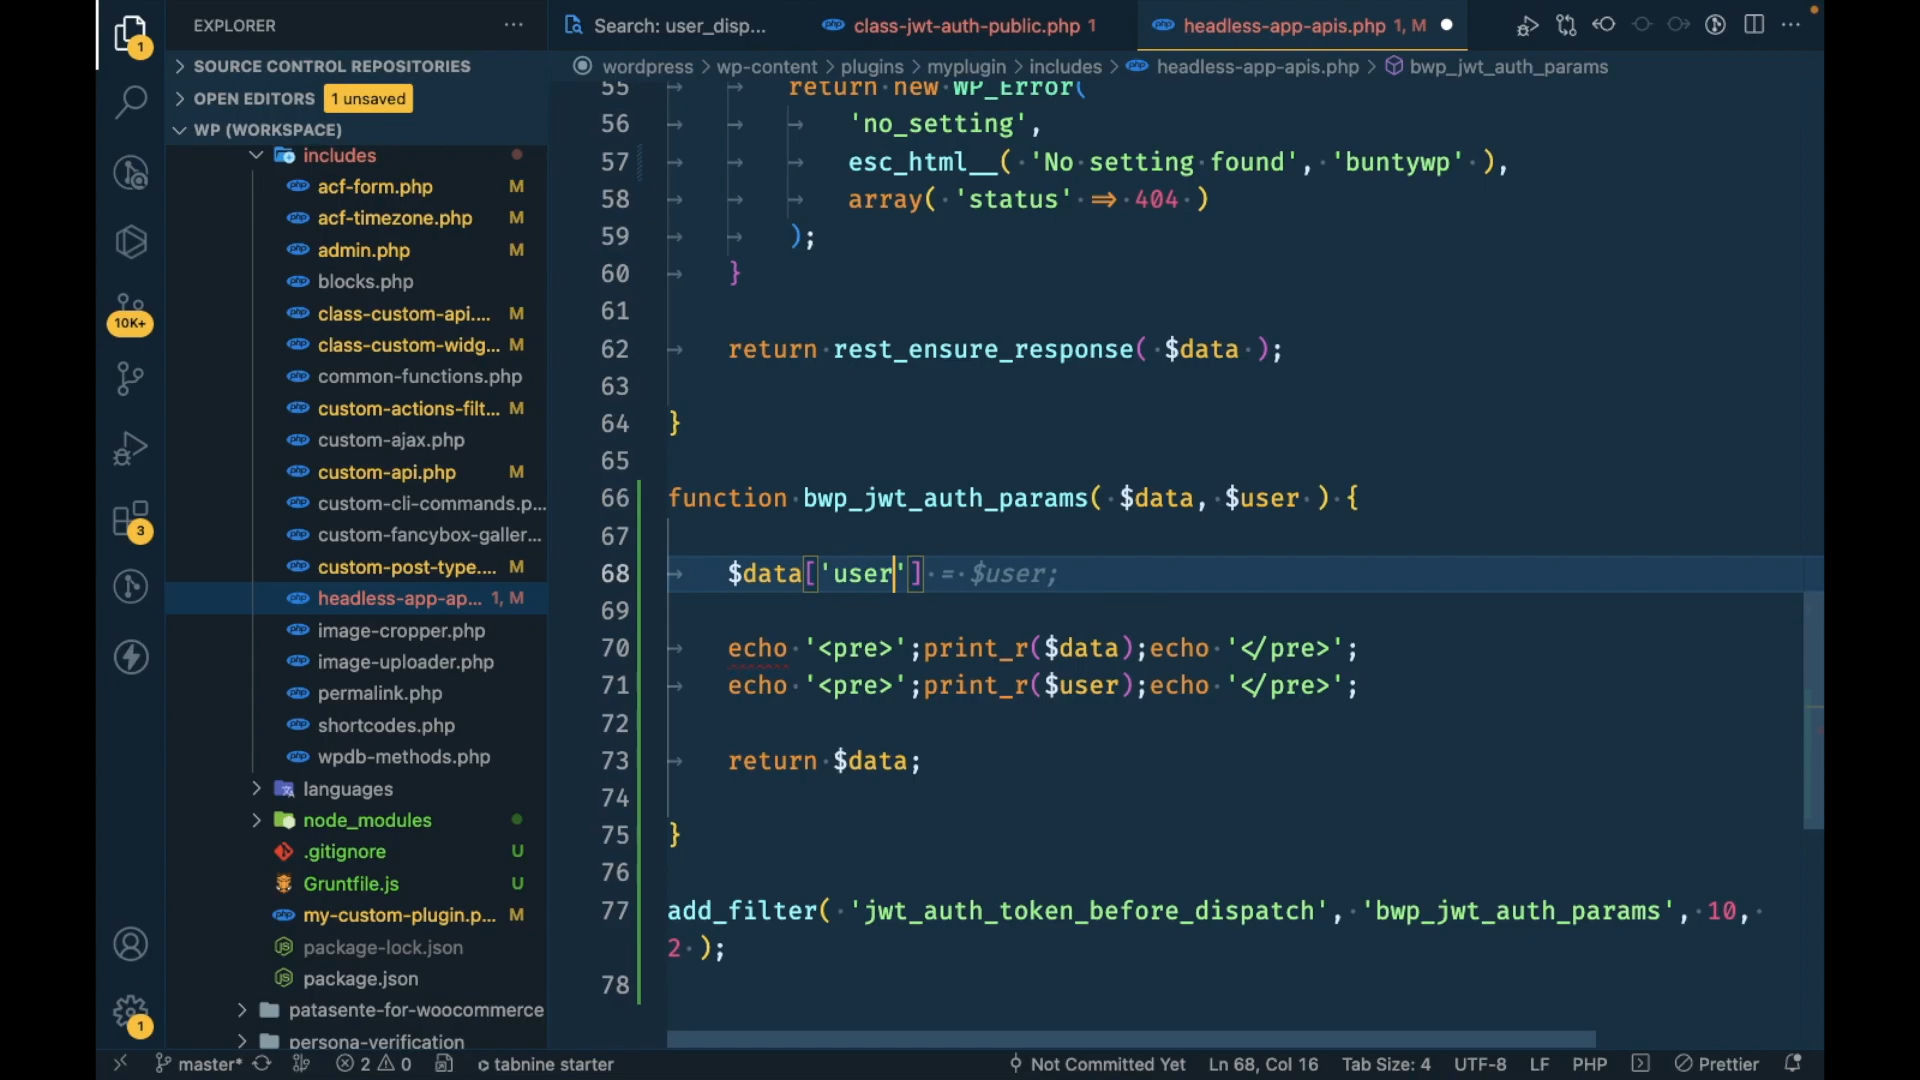 EXPLORER
SOURCE CONTROL REPOSITORIES
OPEN EDITORS 1 unsaved
WP (WORKSPACE)
includes
acf-form.php M
acf-timezone.php M
admin.php M
blocks.php
class-custom-api.... M
class-custom-widg... M
common-functions.php
custom-actions-filt... M
custom-ajax.php
custom-api.php M
custom-cli-commands.p...
custom-fancybox-galler...
custom-post-type.... M
headless-app-ap... 1, M
image-cropper.php
image-uploader.php
permalink.php
shortcodes.php
wpdb-methods.php
languages
node_modules
.gitignore U
Gruntfile.js U
my-custom-plugin.p... M
package-lock.json
package.json
patasente-for-woocommerce
persona-verification
1
10K+
3
1
Search: user_disp...
class-jwt-auth-public.php 1
headless-app-apis.php 1, M
wordpress > wp-content > plugins > myplugin > includes > headless-app-apis.php > bwp_jwt_auth_params
55 return new WP_Error(
56 'no_setting',
57 esc_html__( 'No setting found', 'buntywp' ),
58 array( 'status' => 404 )
59 );
60 }
61
62 return rest_ensure_response( $data );
63
64 }
65
66 function bwp_jwt_auth_params( $data, $user ) {
67
68 $data['user'] = $user;
69
70 echo '<pre>';print_r($data);echo '</pre>';
71 echo '<pre>';print_r($user);echo '</pre>';
72
73 return $data;
74
75 }
76
77 add_filter( 'jwt_auth_token_before_dispatch', 'bwp_jwt_auth_params', 10,
2 );
78
master* 2 0 tabnine starter Not Committed Yet Ln 68, Col 16 Tab Size: 4 UTF-8 LF PHP Prettier